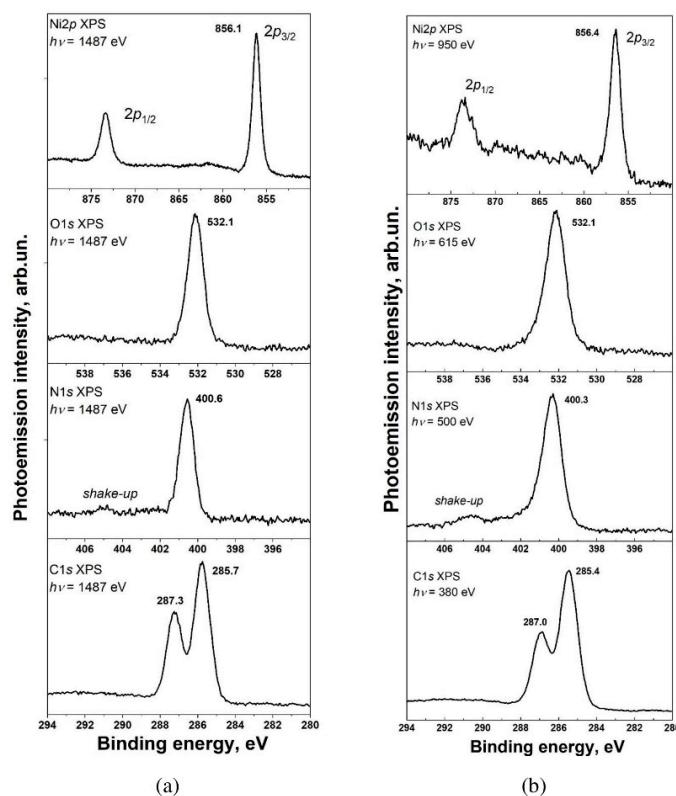 Photoemission intensity, arb.un.
Ni2p XPS
hν = 1487 eV
856.1
2p3/2
2p1/2
875 870 865 860 855
O1s XPS
hν = 1487 eV
532.1
538 536 534 532 530 528
N1s XPS
hν = 1487 eV
400.6
shake-up
406 404 402 400 398 396
C1s XPS
hν = 1487 eV
285.7
287.3
294 292 290 288 286 284 282 280
Binding energy, eV
(a)
Photoemission intensity, arb.un.
Ni2p XPS
hν = 950 eV
856.4
2p3/2
2p1/2
875 870 865 860 855
O1s XPS
hν = 615 eV
532.1
538 536 534 532 530 528
N1s XPS
hν = 500 eV
400.3
shake-up
406 404 402 400 398 396
C1s XPS
hν = 380 eV
285.4
287.0
294 292 290 288 286 284 282 280
Binding energy, eV
(b)